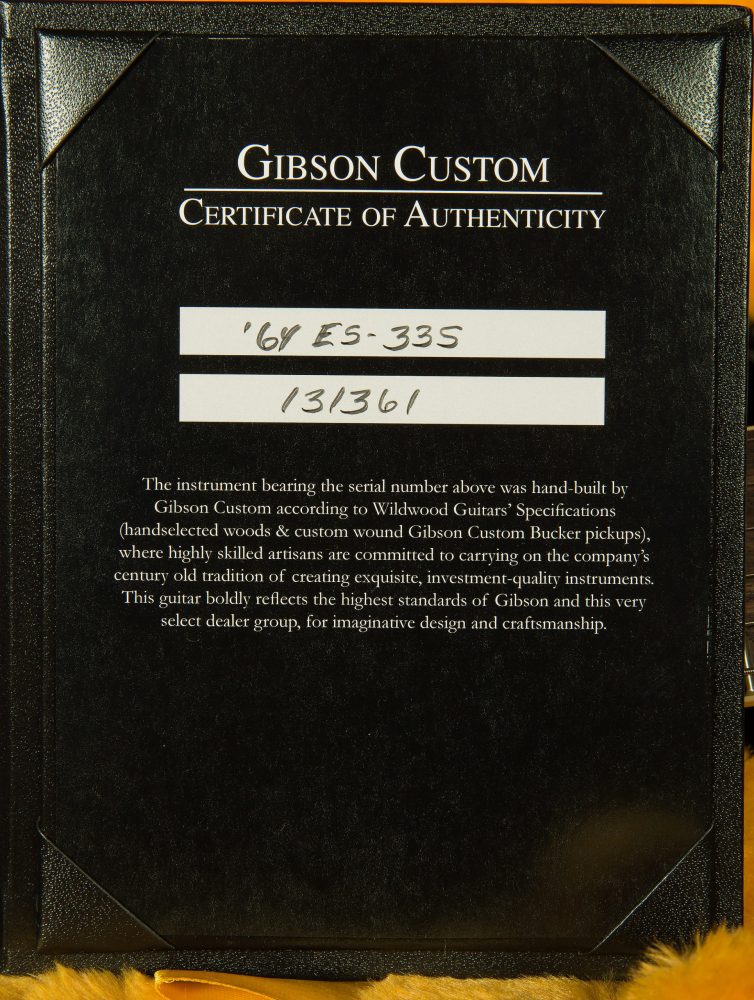 GIBSON CUSTOM
CERTIFICATE OF AUTHENTICITY
'64 ES-335
131361
The instrument bearing the serial number above was hand-built by
Gibson Custom according to Wildwood Guitars' Specifications
(handselected woods & custom wound Gibson Custom Bucker pickups),
where highly skilled artisans are committed to carrying on the company's
century old tradition of creating exquisite, investment-quality instruments.
This guitar boldly reflects the highest standards of Gibson and this very
select dealer group, for imaginative design and craftsmanship.